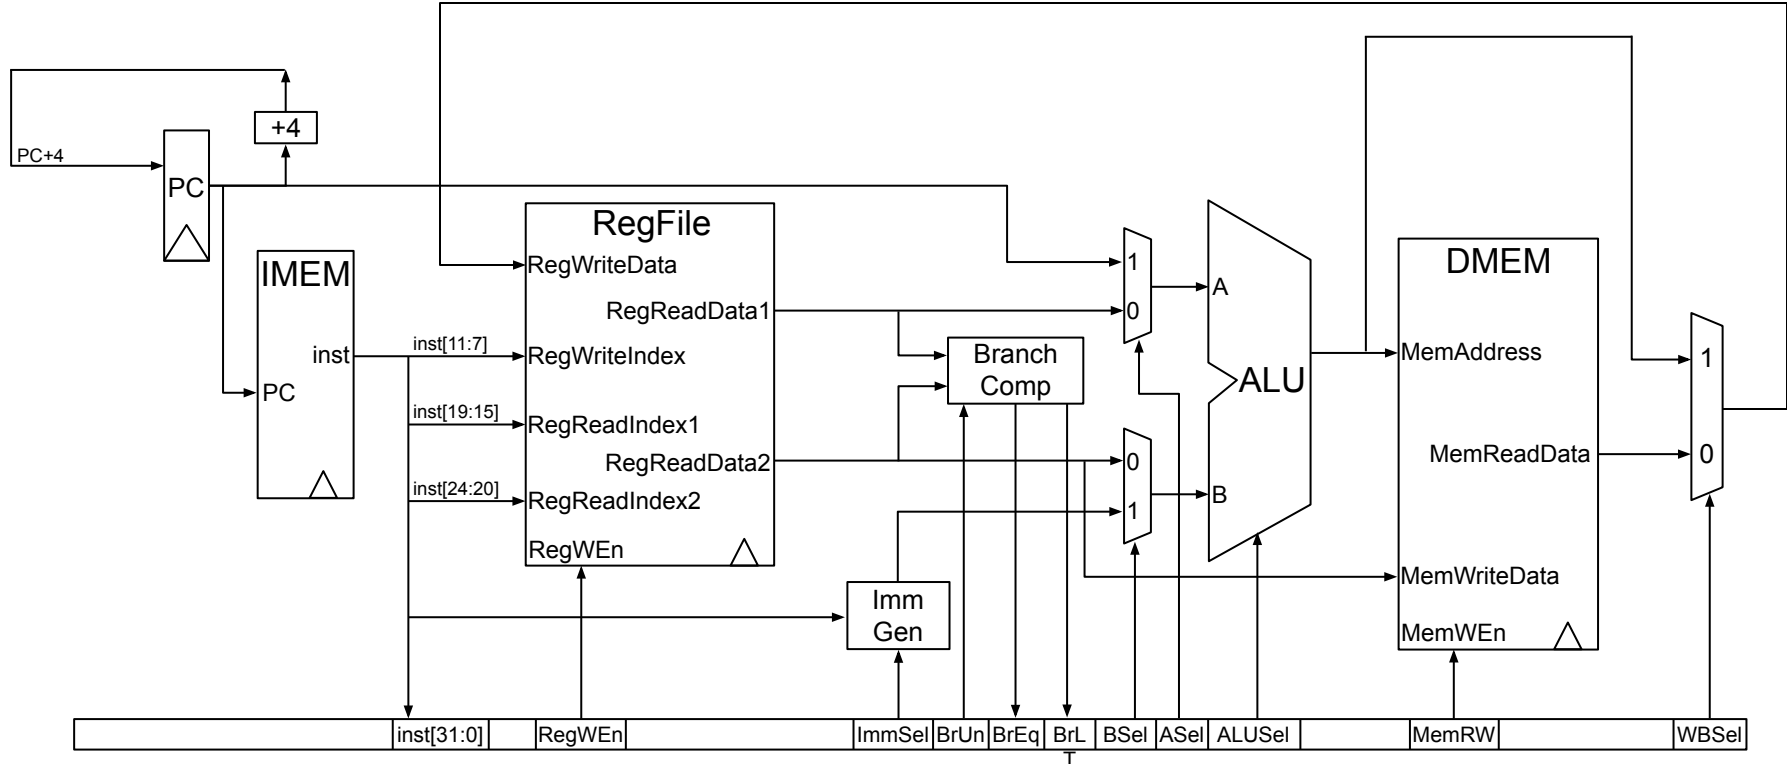 +4
PC+4
PC
RegFile
IMEM
RegWriteData
DMEM
1
A
RegReadData1
0
inst
inst[11:7]
RegWriteIndex
Branch
Comp
MemAddress
1
PC
ALU
inst[19:15]
RegReadIndex1
RegReadData2
0
MemReadData
0
inst[24:20]
RegReadIndex2
B
1
RegWEn
MemWriteData
Imm
Gen
MemWEn
inst[31:0]
RegWEn
ImmSel
BrUn
BrEq
BrL
T
BSel
ASel
ALUSel
MemRW
WBSel